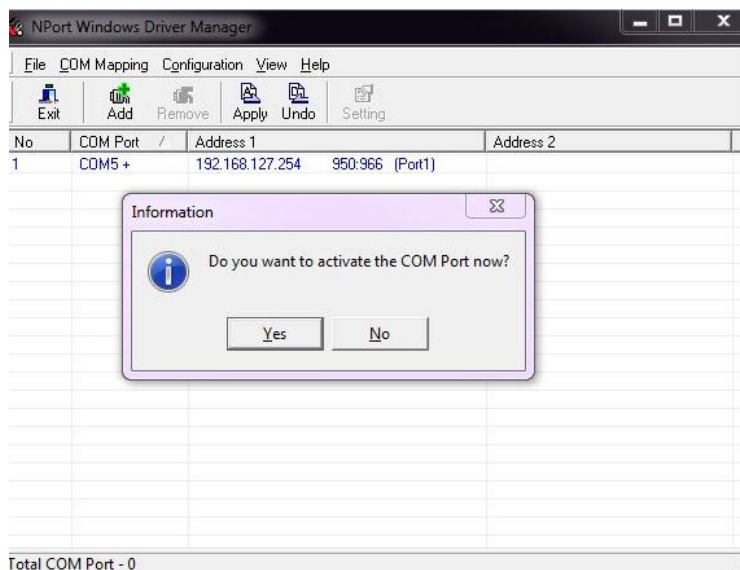 NPort Windows Driver Manager
File COM Mapping Configuration View Help
Exit Add Remove Apply Undo Setting
No COM Port Address 1 Address 2
1 COM5 + 192.168.127.254 950:966 (Port1)
Information
Do you want to activate the COM Port now?
Yes No
Total COM Port - 0